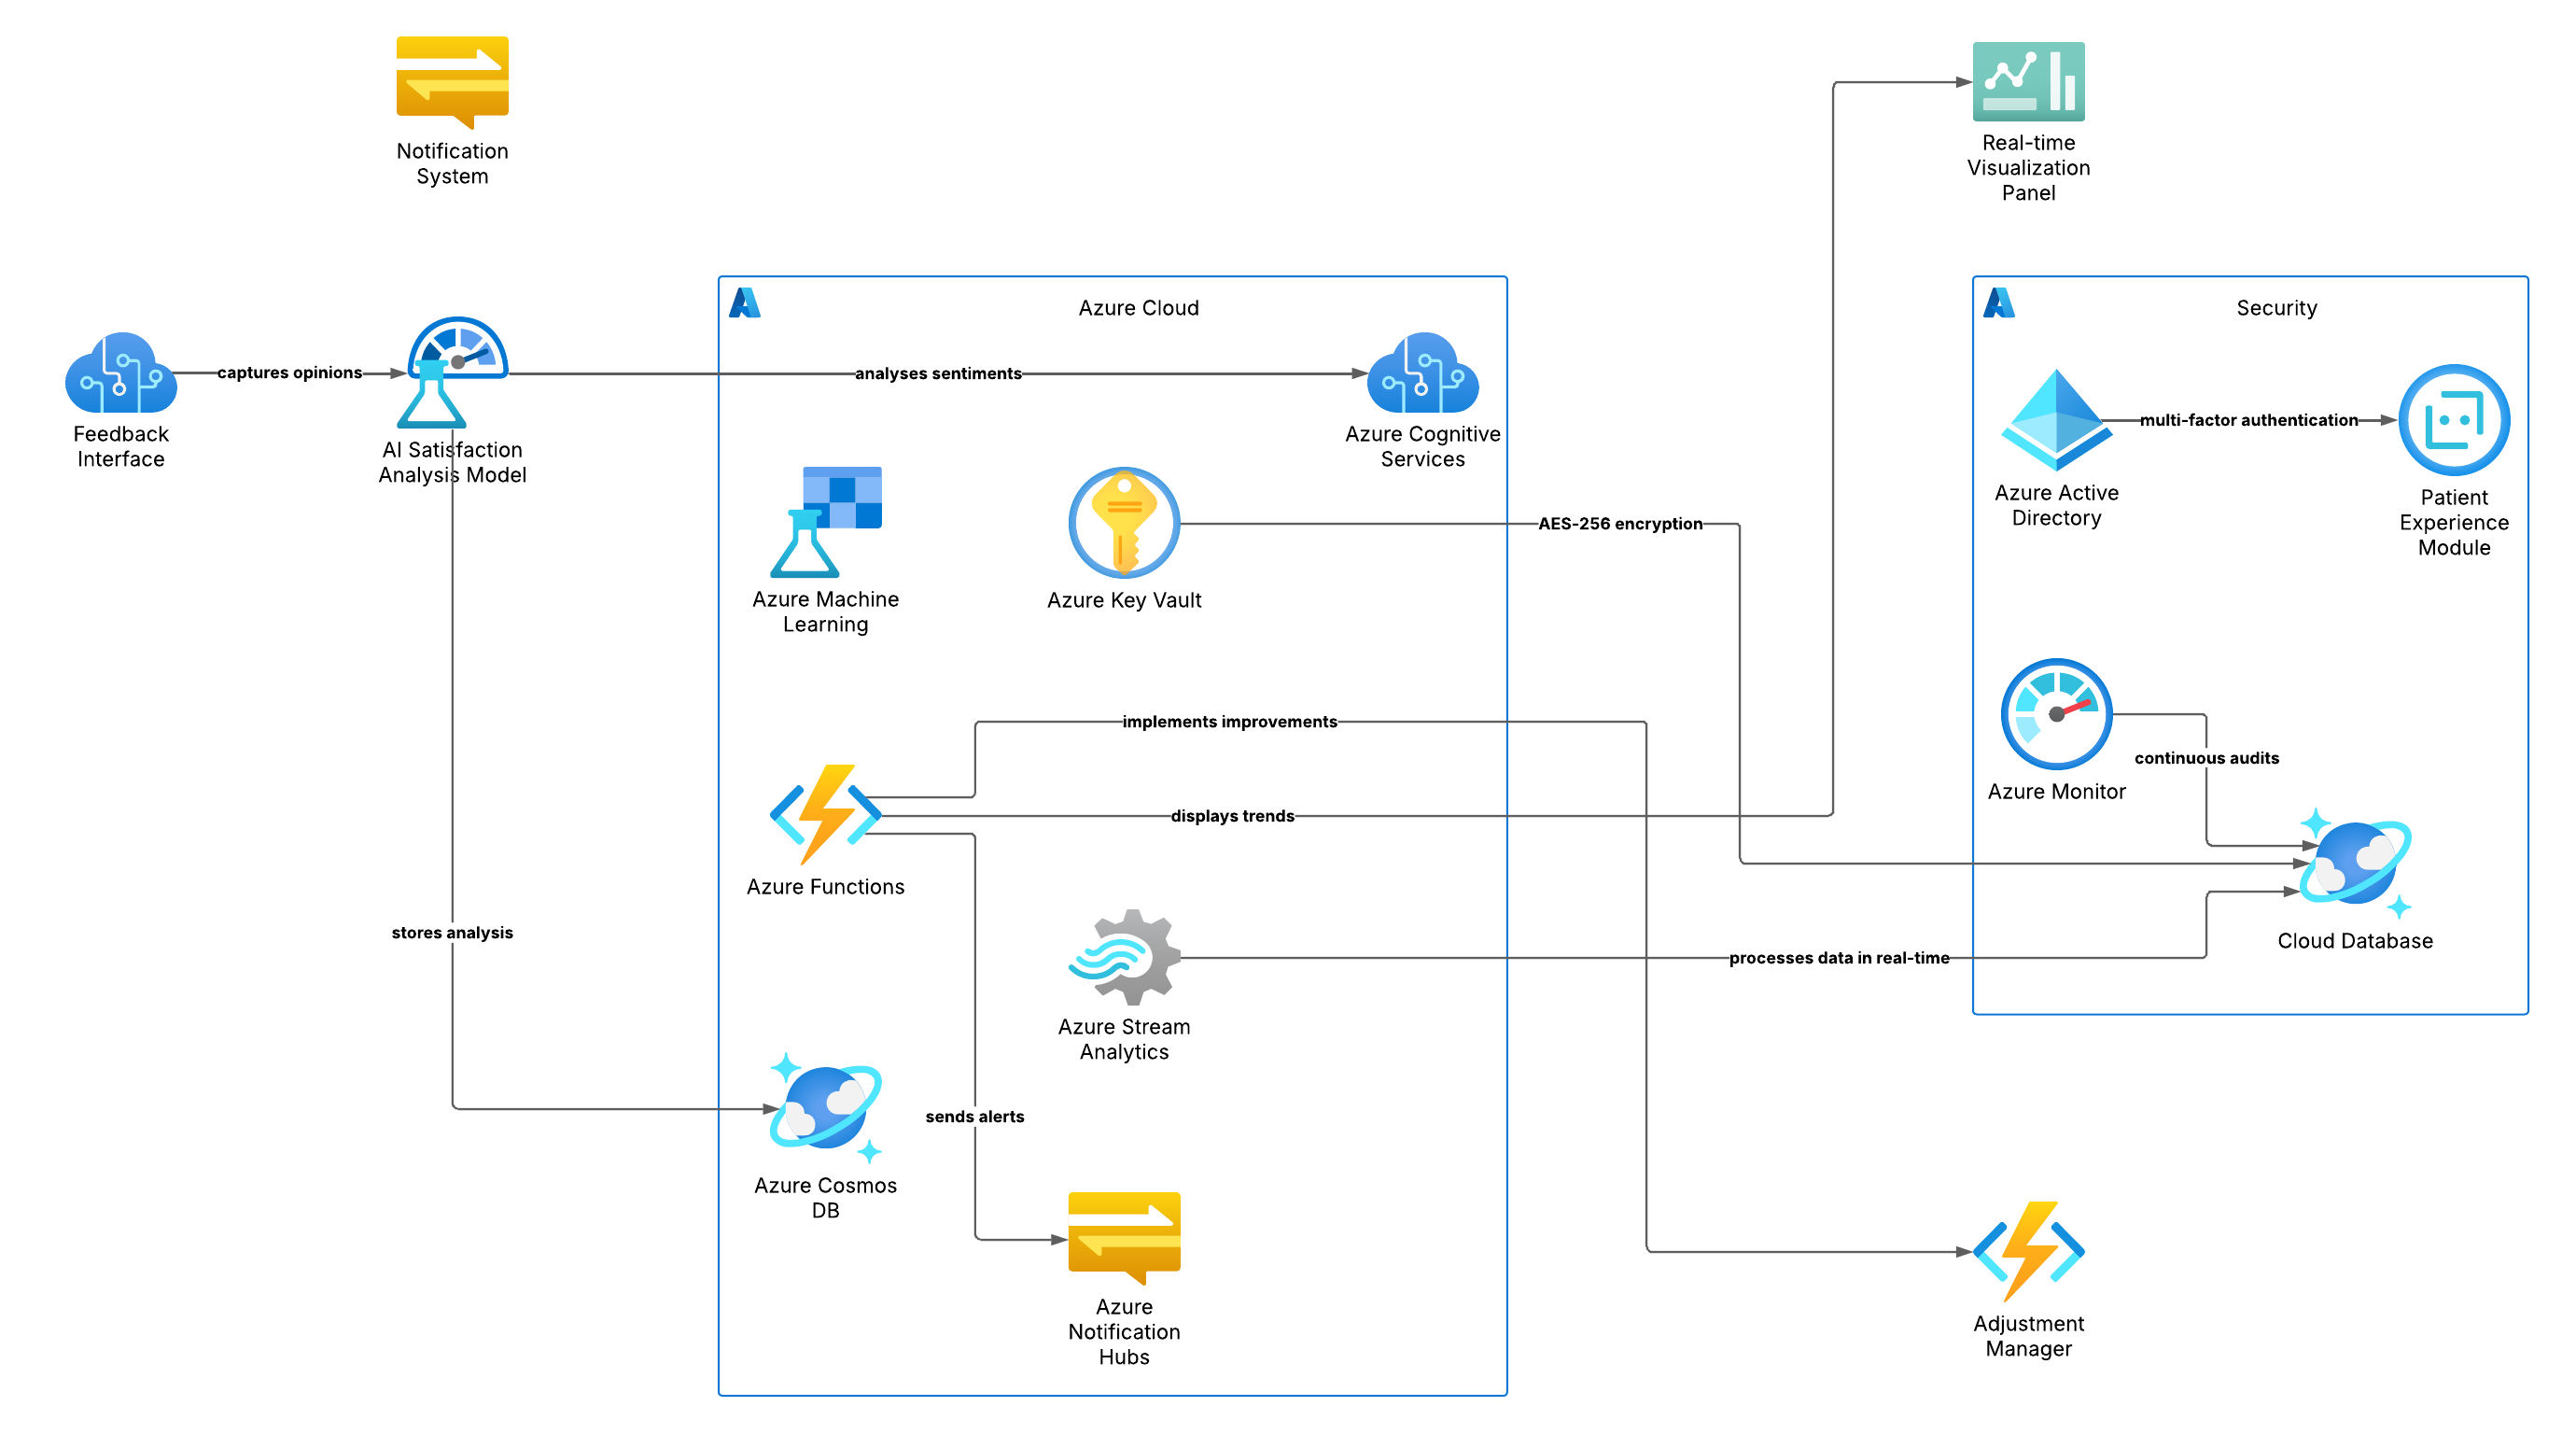 Notification
System
Real-time
Visualization
Panel
Azure Cloud
Security
Feedback
Interface
captures opinions
AI Satisfaction
Analysis Model
analyses sentiments
Azure Cognitive
Services
Azure Active
Directory
multi-factor authentication
Patient
Experience
Module
Azure Machine
Learning
Azure Key Vault
AES-256 encryption
implements improvements
Azure Monitor
continuous audits
displays trends
Azure Functions
stores analysis
Cloud Database
processes data in real-time
Azure Stream
Analytics
sends alerts
Azure Cosmos
DB
Azure
Notification
Hubs
Adjustment
Manager